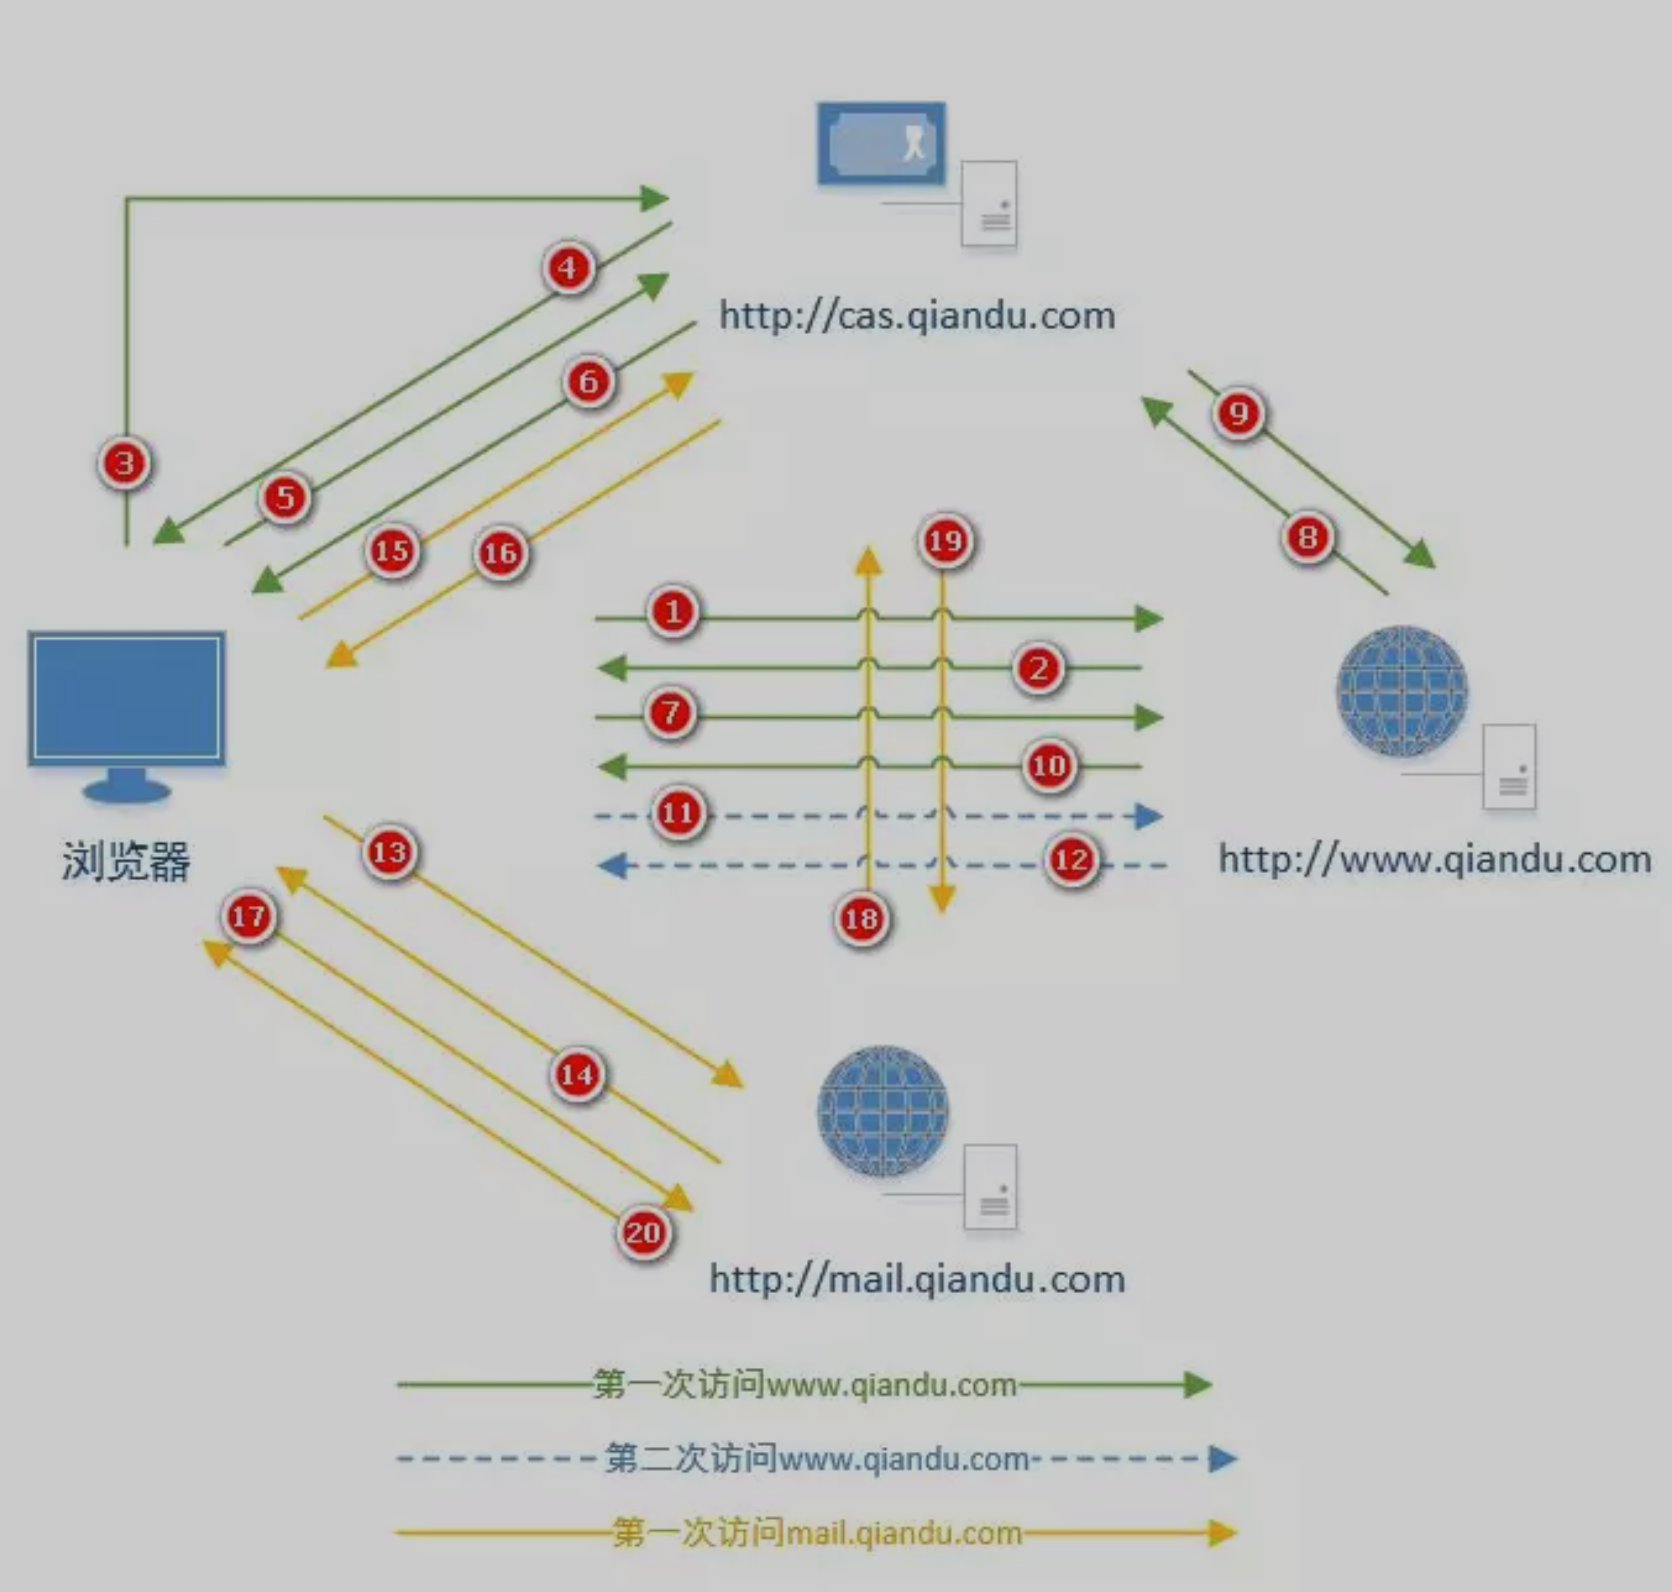 http://cas.qiandu.com
4
6
3
5
9
8
15
16
19
1
2
7
10
11
12
浏览器
http://www.qiandu.com
13
17
18
14
20
http://mail.qiandu.com
第一次访问www.qiandu.com
第二次访问www.qiandu.com
第一次访问mail.qiandu.com